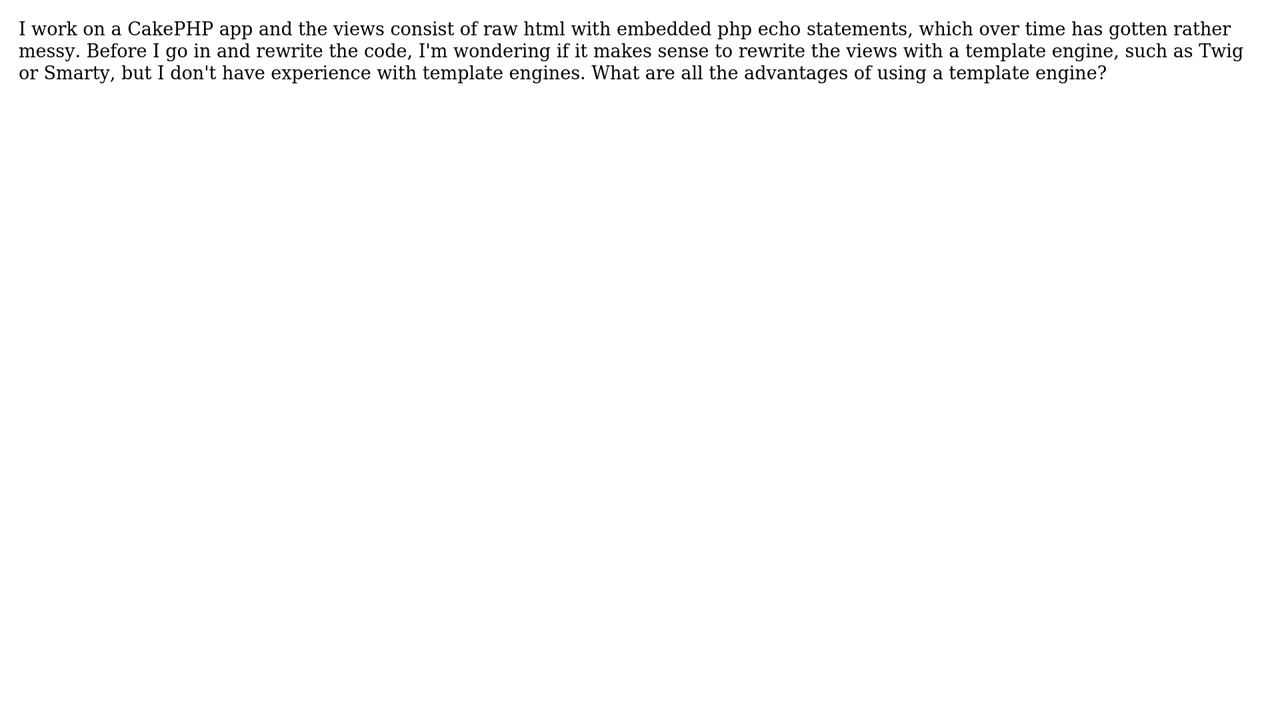 I work on a CakePHP app and the views consist of raw html with embedded php echo statements, which over time has gotten rather
messy. Before I go in and rewrite the code, I'm wondering if it makes sense to rewrite the views with a template engine, such as Twig
or Smarty, but I don't have experience with template engines. What are all the advantages of using a template engine?